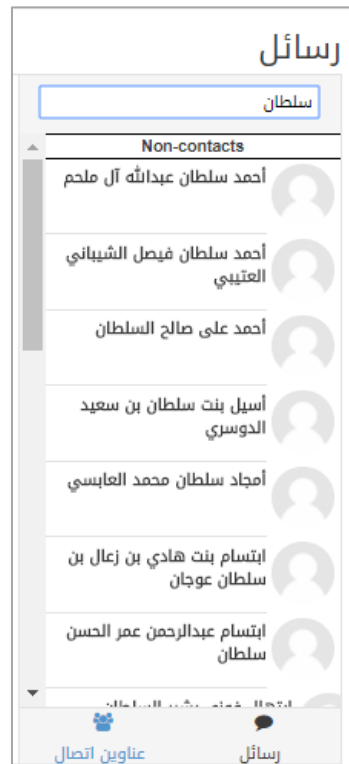 رسائل
سلطان
Non-contacts
أحمد سلطان عبدالله آل ملحم
أحمد سلطان فيصل الشيباني
العتيبي
أحمد على صالح السلطان
أسيل بنت سلطان بن سعيد
الدوسري
أمجاد سلطان محمد العابسي
ابتسام بنت هادي بن زعال بن
سلطان عوجان
ابتسام عبدالرحمن عمر الحسن
سلطان
رسائل
عناوين اتصال